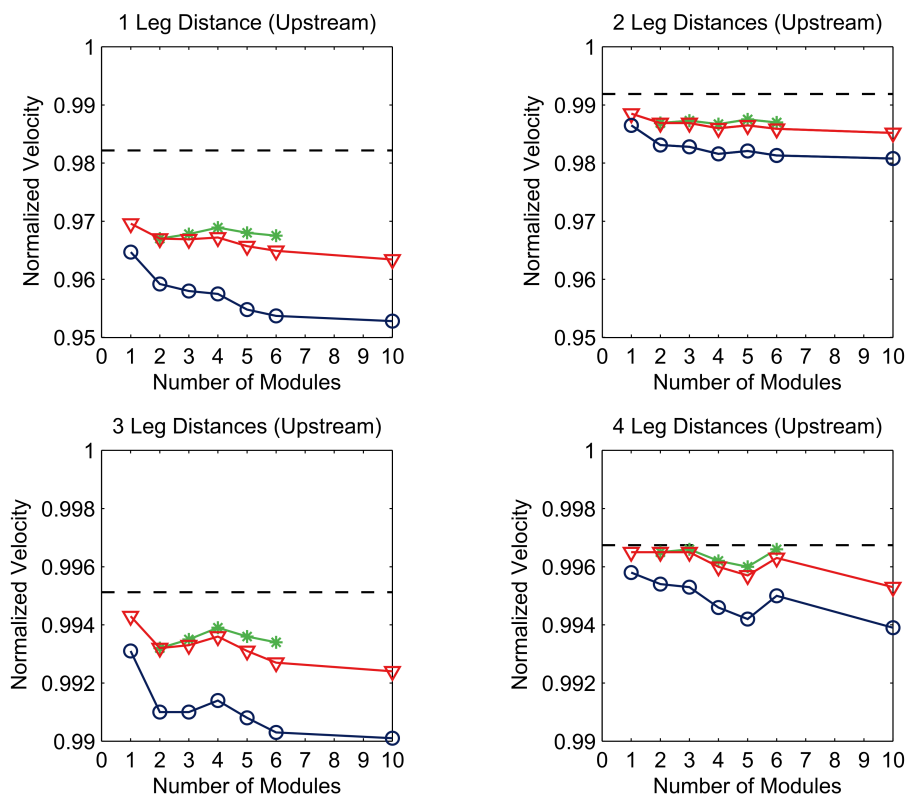 1 Leg Distance (Upstream)
1
0.99
0.98
0.97
0.96
0.95
Normalized Velocity
0 1 2 3 4 5 6 7 8 9 10
Number of Modules
2 Leg Distances (Upstream)
1
0.99
0.98
0.97
0.96
0.95
Normalized Velocity
0 1 2 3 4 5 6 7 8 9 10
Number of Modules
3 Leg Distances (Upstream)
1
0.998
0.996
0.994
0.992
0.99
Normalized Velocity
0 1 2 3 4 5 6 7 8 9 10
Number of Modules
4 Leg Distances (Upstream)
1
0.998
0.996
0.994
0.992
0.99
Normalized Velocity
0 1 2 3 4 5 6 7 8 9 10
Number of Modules